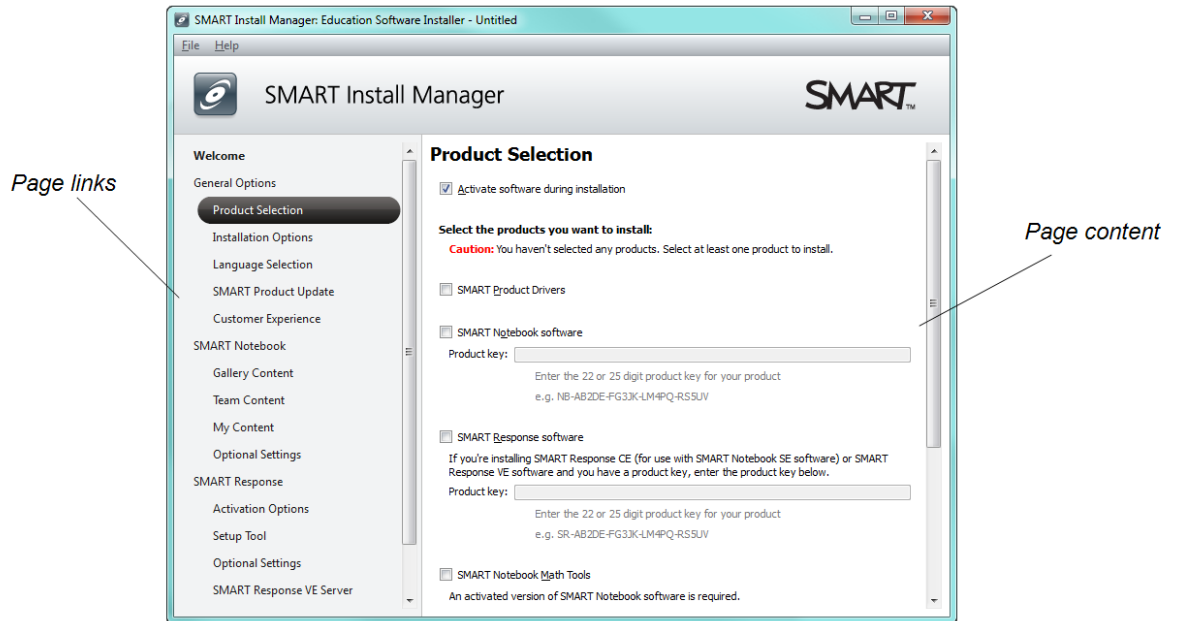 SMART Install Manager: Education Software Installer - Untitled
File Help
SMART Install Manager
SMART™
Page links
Welcome
General Options
Product Selection
Installation Options
Language Selection
SMART Product Update
Customer Experience
SMART Notebook
Gallery Content
Team Content
My Content
Optional Settings
SMART Response
Activation Options
Setup Tool
Optional Settings
SMART Response VE Server
Product Selection
Activate software during installation
Select the products you want to install:
Caution: You haven't selected any products. Select at least one product to install.
SMART Product Drivers
SMART Notebook software
Product key:
Enter the 22 or 25 digit product key for your product
e.g. NB-AB2DE-FG3JK-LM4PQ-RS5UV
SMART Response software
If you're installing SMART Response CE (for use with SMART Notebook SE software) or SMART
Response VE software and you have a product key, enter the product key below.
Product key:
Enter the 22 or 25 digit product key for your product
e.g. SR-AB2DE-FG3JK-LM4PQ-RS5UV
SMART Notebook Math Tools
An activated version of SMART Notebook software is required.
Page content